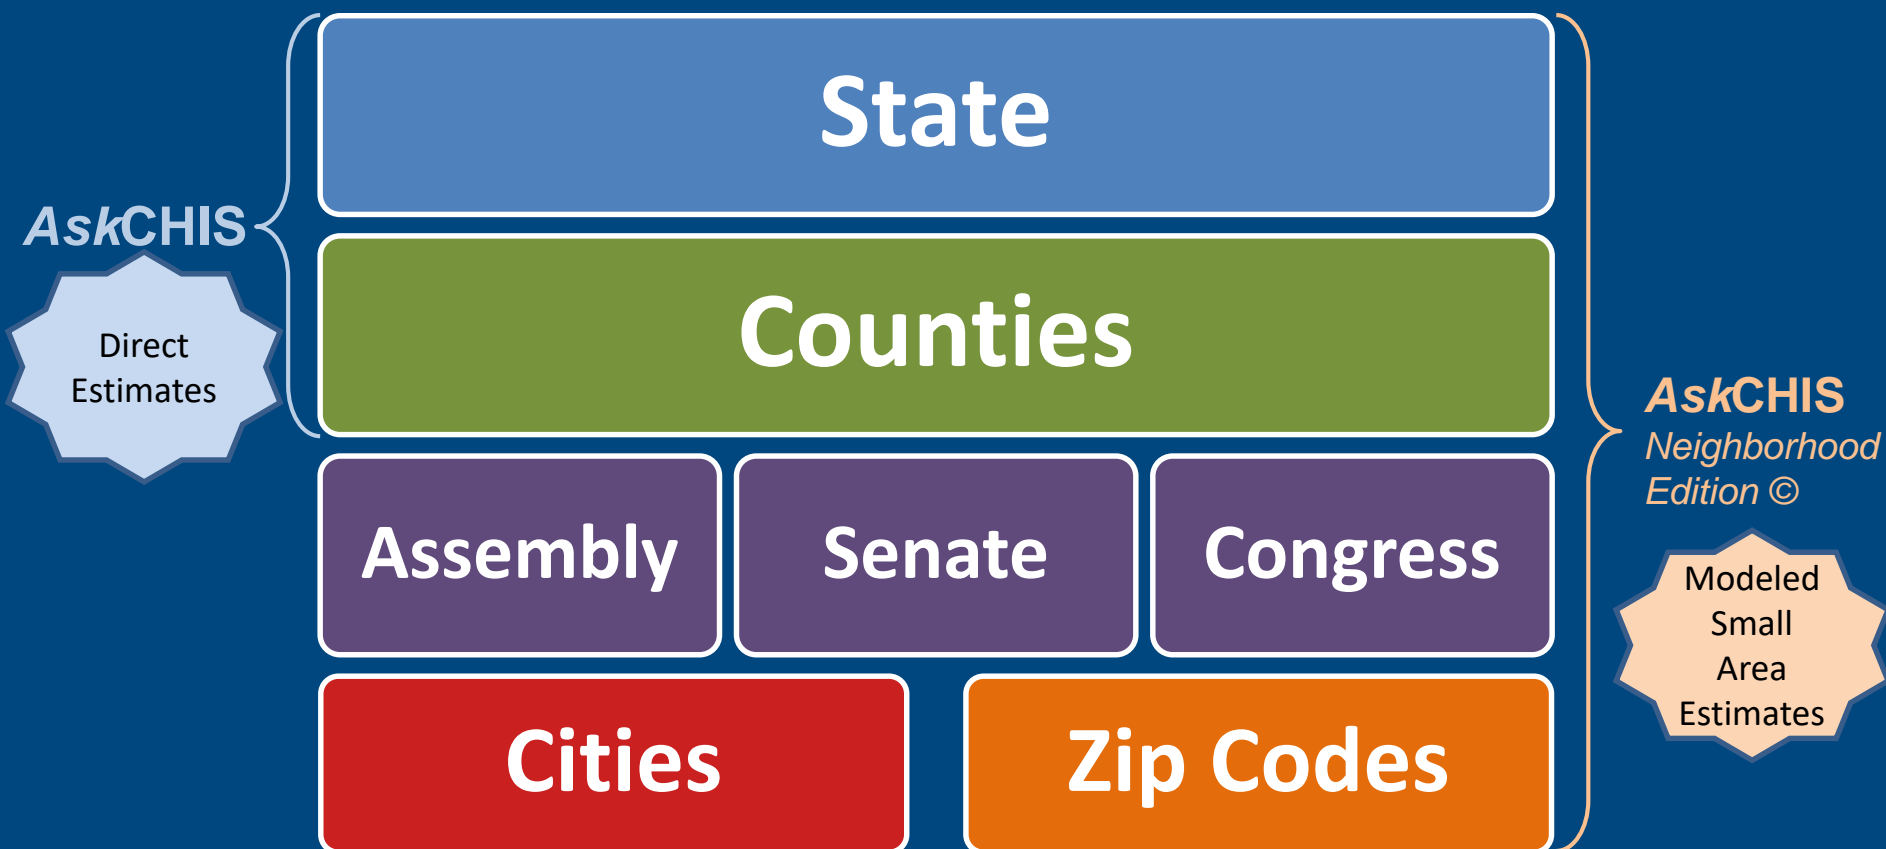 State
AskCHIS
Direct
Estimates
Counties
AskCHIS
Neighborhood
Edition ©
Assembly
Senate
Congress
Modeled
Small
Area
Estimates
Cities
Zip Codes